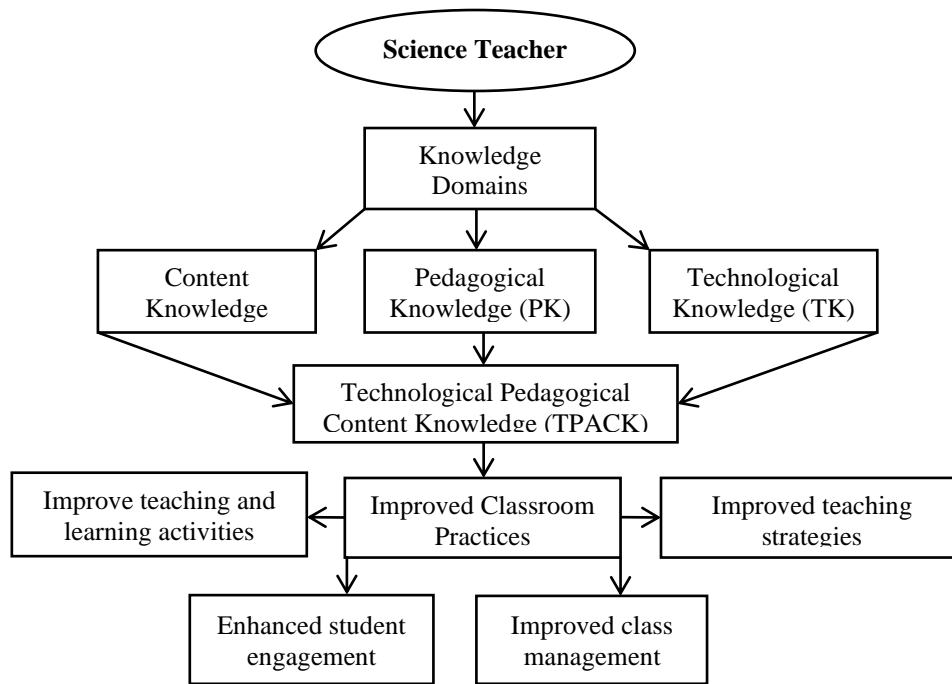 Science Teacher
Knowledge
Domains
Content
Knowledge
Pedagogical
Knowledge (PK)
Technological
Knowledge (TK)
Technological Pedagogical
Content Knowledge (TPACK)
Improve teaching and
learning activities
Improved Classroom
Practices
Improved teaching
strategies
Enhanced student
engagement
Improved class
management